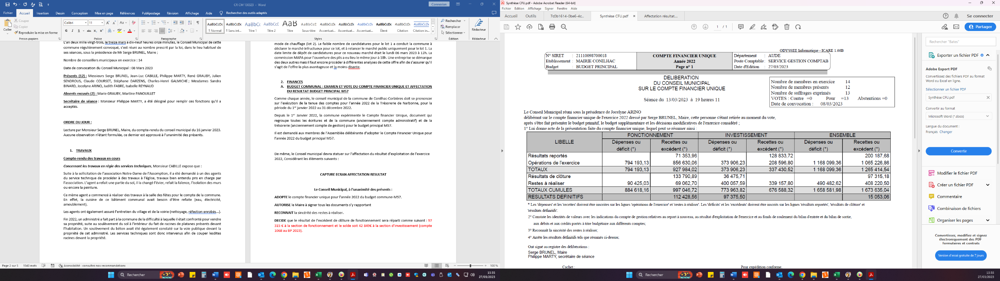 CR CM 130323 - Word
Connexion
Fichier Accueil Insertion Dessin Conception Mise en page Références Publipostage Révision Affichage Aide Rechercher des outils adaptés
Coller
Couper
Copier
Reproduire la mise en forme
Presse-papiers
Calibri 11
G I S
Police
Paragraphe
¶ Normal ¶ Sans int... Titre 1 Titre 2 Titre Sous-titre Accentuat... Accentuat... Accentuat... Élevé Citation Citation in...
Styles
Rechercher
Remplacer
Sélectionner
Édition
Rédacteur
Rédacteur
L'an deux mille vingt-trois, le treize mars à dix-neuf heures onze minutes, le Conseil Municipal de cette
commune régulièrement convoqué, s'est réuni au nombre prescrit par la loi, dans le lieu habituel de
ses séances, sous la présidence de Mr Serge BRUNEL, Maire ;
Nombre de conseillers municipaux en exercice : 14
Date de convocation du Conseil Municipal : 08 Mars 2023
Présents (12) : Messieurs Serge BRUNEL, Jean-Luc CABILLE, Philippe MARTY, René GRAUBY, Julien
SENDROUS, Claude COURSET, Stéphane DARZENS, Charles-Henri GALMICHE ; Mesdames Sandra
BINARD, Jocelyne ARINO, Judith FABRE, Isabelle REYNAUD
Absents excusés (2) : Marie GRAUBY, Martine PANOUILLET
Secrétaire de séance : Monsieur Philippe MARTY, a été désigné pour remplir ces fonctions qu'il a
acceptés.
ORDRE DU JOUR :
Lecture par Monsieur Serge BRUNEL, Maire, du compte-rendu du conseil municipal du 16 janvier 2023.
Aucune observation n'étant formulée, ce dernier est approuvé à l'unanimité des présents.
1. TRAVAUX
Compte-rendu des travaux en cours
Concernant les travaux en régie des services techniques, Monsieur CABILLE expose que :
Suite à la sollicitation de l'association Notre-Dame de l'Assomption, il a été demandé à un des agents
du service technique de procéder à des travaux à l'église, travaux bien entendu pris en charge par
l'association. L'agent a refait une partie du sol, il la changé l'évier, refait la faïence, l'isolation des murs
ou encore la peinture.
Ce même agent a commencé à réaliser des travaux à la salle des fêtes pour le compte de la commune.
En effet, la cuisine de ce bâtiment communal avait besoin d'être refaite (eau, électricité,
ameublement).
Les agents ont également assuré l'entretien du village et de la voirie (nettoyage, réfection enrobés...).
Fin 2022, un administré a fait part à la commune de la difficulté à laquelle il était confronté pour vendre
sa propriété, suite au soulèvement du sol à l'intérieur du fait de racines de platanes présents devant
l'habitation. Un soulèvement du béton avait été également constaté sur la voie publique devant la
propriété de cet administré. Les services techniques sont donc intervenus afin de couper lesdites
racines devant la propriété.
mode de chauffage (lot 2). Le faible nombre de candidatures pour le lot 1 a conduit la commune à
déclarer le marché infructueux pour ce lot, et à relancer le marché public uniquement pour le lot 1. La
date limite de dépôt de candidatures pour ce nouveau marché était le lundi 06 mars 2023 à 12h. La
commission MAPA pour l'ouverture des plis a eu lieu le même jour à 18h. Une entreprise se démarque
des deux autres mais il faut encore procéder à différentes analyses de cette offre afin de s'assurer qu'il
s'agit de l'offre la plus avantageuse et la moins-disante.
2. FINANCES
A. BUDGET COMMUNAL : EXAMEN ET VOTE DU COMPTE FINANCIER UNIQUE ET AFFECTATION
DU RESULTAT BUDGET PRINCIPAL M57
Comme chaque année, le conseil municipal de la commune de Conilhac-Corbières doit se prononcer
sur l'exécution de la tenue des comptes pour l'année 2022 de la Trésorerie de Narbonne, pour la
période du 1er janvier 2022 au 31 décembre 2022.
Depuis le 1er Janvier 2022, la commune expérimente le Compte financier Unique, document qui
regroupe toutes les écritures et de la commune (anciennement compte administratif) et de la
trésorerie (anciennement compte de gestion) pour le budget principal M57.
Il est demandé aux membres de l'Assemblée délibérante d'adopter le Compte Financier Unique pour
l'année 2022 du budget principal M57.
De même, le Conseil municipal devra statuer sur l'affectation du résultat d'exploitation de l'exercice
2022, Considérant les éléments suivants :
CAPTURE ECRAN AFFECTATION RESULTAT
Le Conseil Municipal, à l'unanimité des présents :
ADOPTE le compte financier unique pour l'année 2022 du budget commune-M57.
AUTORISE le Maire à signer tous les documents s'y rapportant
RECONNAIT la sincérité des restes à réaliser.
DECIDE que le résultat de l'excédent de clôture de fonctionnement sera réparti comme suivant : 97
315 € à la section de fonctionnement et le solde soit 42 849€ à la section d'investissement (compte
1068 au BP 2023).
Page 2 sur 5 1543 mots Accessibilité : consultez nos recommandations
100 %
Rechercher
15:35
27/03/2023
Synthèse CFU.pdf - Adobe Acrobat Reader (64-bit)
Fichier Edition Affichage Signer Fenêtre Aide
Accueil Outils 7c0b1614-0be6-4c... Synthèse CFU.pdf × Affectation résultat....
Se connecter
1 / 1
Partager
ODYSSEE Informatique - ICARE 1.66B
N° SIRET : 21110098700018
Etablissement : MAIRIE CONILHAC
Budget : BUDGET PRINCIPAL
COMPTE FINANCIER UNIQUE
Année 2022
Page n° 1
Département : AUDE
Poste Comptable : SERVICE GESTION COMPTAB
Date d'Edition : 27/03/2023
DELIBERATION
DU CONSEIL MUNICIPAL
SUR LE COMPTE FINANCIER UNIQUE
Séance du 13/03/2023 à 19 heures 11
Nombre de membres en exercice 14
Nombre de membres présents 12
Nombre de suffrages exprimés 13
VOTES : Contre =0 Pour =13 Abstentions =0
Date de convocation : 08/03/2023
Le Conseil Municipal réuni sous la présidence de Jocelyne ARINO
délibérant sur le compte financier unique de l'exercice 2022 dressé par Serge BRUNEL, Maire, cette personne s'étant retirée au moment du vote,
après s'être fait présenter le budget primitif, le budget supplémentaire et les décisions modificatives de l'exercice considéré ;
1° Lui donne acte de la présentation faite du compte financier unique, lequel peut se résumer ainsi :
LIBELLE FONCTIONNEMENT INVESTISSEMENT ENSEMBLE
Dépenses ou déficit (*) Recettes ou excédent (*) Dépenses ou déficit (*) Recettes ou excédent (*) Dépenses ou déficit (*) Recettes ou excédent (*)
Résultats reportés 71 353,96 128 833,72 200 187,68
Opérations de l'exercice 794 193,13 856 630,06 373 906,23 208 596,80 1 168 099,36 1 065 226,86
TOTAUX 794 193,13 927 984,02 373 906,23 337 430,52 1 168 099,36 1 265 414,54
Résultats de clôture 133 790,89 36 475,71 97 315,18
Restes à réaliser 90 425,03 69 062,70 400 057,59 339 157,80 490 482,62 408 220,50
TOTAUX CUMULES 884 618,16 997 046,72 773 963,82 676 588,32 1 658 581,98 1 673 635,04
RESULTATS DEFINITIFS 112 428,56 97 375,50 15 053,06
* Les 'dépenses' et les 'recettes' doivent être inscrites sur les lignes 'opérations de l'exercice' et 'restes à réaliser'. Les 'déficits' et les 'excédents' doivent être inscrits sur les lignes 'résultats reportés', 'résultats de clôture' et
'résultats définitifs'.
2° Constate les identités de valeurs avec les indications du compte de gestion relatives au report à nouveau, au résultat d'exploitation de l'exercice et au fonds de roulement du bilan d'entrée et du bilan de sortie,
aux débits et aux crédits portés à titre budgétaire aux différents comptes;
3° Reconnaît la sincérité des restes à réaliser;
4° Arrête les résultats définitifs tels que résumés ci-dessus;
Ont signé au registre des délibérations :
Serge BRUNEL, Maire
Philippe MARTY, secrétaire de séance
Cachet : Pour expédition conforme,
Rechercher "Bates"
Exporter un fichier PDF
Adobe Export PDF
Convertissez des fichiers PDF au format
Word ou Excel en ligne.
Sélectionner un fichier PDF
Synthèse CFU.pdf
Convertir au format
Microsoft Word (*.docx)
Langue du document :
Français Changer
Convertir
Modifier le fichier PDF
Créer un fichier PDF
Commentaire
Combinaison de fichiers
Organiser les pages
Convertissez, modifiez et signez
électroniquement des PDF
formulaires et contrats
Version d'essai gratuite de 7 jours
Rechercher
15:35
27/03/2023